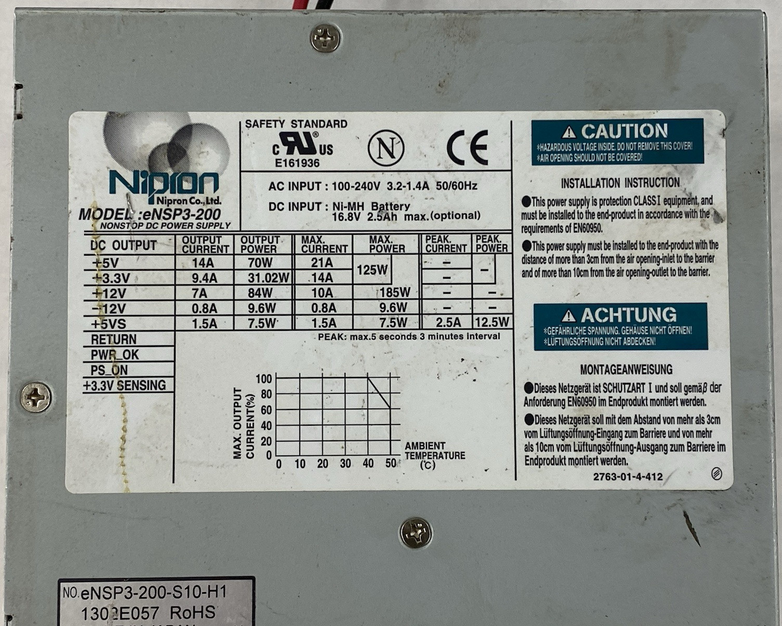 Nipron
Nipron Co.,Ltd.
MODEL :eNSP3-200
NONSTOP DC POWER SUPPLY
SAFETY STANDARD
c RU® US
E161936
N
CE
AC INPUT : 100-240V 3.2-1.4A 50/60Hz
DC INPUT : Ni-MH Battery
16.8V 2.5Ah max.(optional)
DC OUTPUT OUTPUT CURRENT OUTPUT POWER MAX. CURRENT MAX. POWER PEAK. CURRENT PEAK. POWER
+5V 14A 70W 21A 125W – –
+3.3V 9.4A 31.02W 14A –
+12V 7A 84W 10A 185W – –
−12V 0.8A 9.6W 0.8A 9.6W – –
+5VS 1.5A 7.5W 1.5A 7.5W 2.5A 12.5W
RETURN
PWR_OK
PS_ON
+3.3V SENSING
PEAK: max.5 seconds 3 minutes Interval
MAX. OUTPUT
CURRENT(%)
100
80
60
40
20
0
0 10 20 30 40 50
AMBIENT
TEMPERATURE
(℃)
⚠ CAUTION
*HAZARDOUS VOLTAGE INSIDE. DO NOT REMOVE THIS COVER!
*AIR OPENING SHOULD NOT BE COVERED!
INSTALLATION INSTRUCTION
●This power supply is protection CLASS I equipment, and
must be installed to the end-product in accordance with the
requirements of EN60950.
●This power supply must be installed to the end-product with the
distance of more than 3cm from the air opening-inlet to the barrier
and of more than 10cm from the air opening-outlet to the barrier.
⚠ ACHTUNG
*GEFÄHRLICHE SPANNUNG. GEHÄUSE NICHT ÖFFNEN!
*LÜFTUNGSÖFFNUNG NICHT ABDECKEN!
MONTAGEANWEISUNG
●Dieses Netzgerät ist SCHUTZART I und soll gemäβ der
Anforderung EN60950 im Endprodukt montiert werden.
●Dieses Netzgerät soll mit dem Abstand von mehr als 3cm
vom Lüftungsöffnung-Eingang zum Barriere und von mehr
als 10cm vom Lüftungsöffnung-Ausgang zum Barriere im
Endprodukt montiert werden.
2763-01-4-412
NO. eNSP3-200-S10-H1
1302E057 RoHS